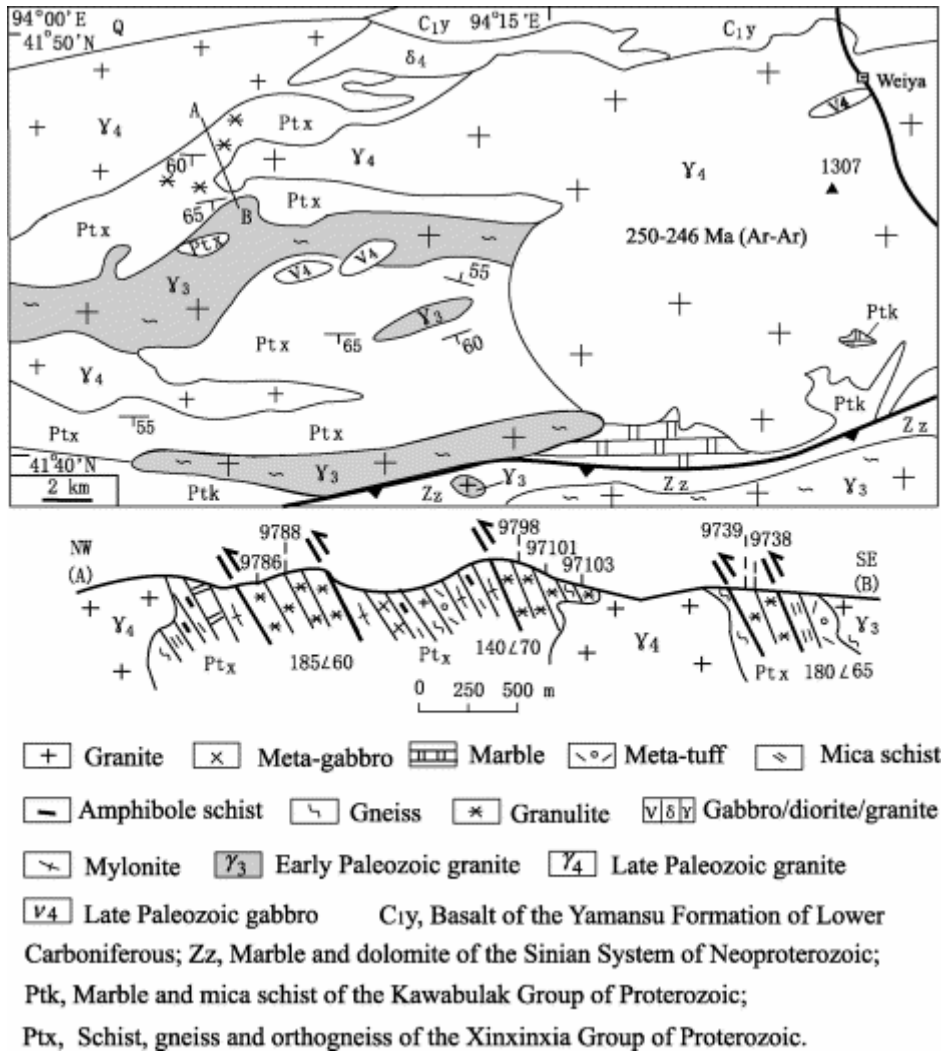 94°00'E
41°50'N
Q
C₁y
94°15'E
C₁y
δ₄
Weiya
ν₄
A
Ptx
γ₄
γ₄
γ₄
60
1307
65
B
Ptx
Ptx
Ptx
250-246 Ma (Ar-Ar)
ν₄
ν₄
55
γ₃
γ₃
Ptk
Ptx
65
60
γ₄
Ptk
55
Ptx
Ptx
Zz
41°40'N
γ₃
2 km
Ptk
Zz
γ₃
Zz
γ₃
NW
(A)
9786
9788
9798
97101
97103
9739
9738
SE
(B)
γ₄
Ptx
185∠60
Ptx
140∠70
γ₄
Ptx
180∠65
γ₃
0 250 500 m
Granite Meta-gabbro Marble Meta-tuff Mica schist
Amphibole schist Gneiss Granulite ν δ γ Gabbro/diorite/granite
Mylonite γ₃ Early Paleozoic granite γ₄ Late Paleozoic granite
ν₄ Late Paleozoic gabbro C₁y, Basalt of the Yamansu Formation of Lower
Carboniferous; Zz, Marble and dolomite of the Sinian System of Neoproterozoic;
Ptk, Marble and mica schist of the Kawabulak Group of Proterozoic;
Ptx, Schist, gneiss and orthogneiss of the Xinxinxia Group of Proterozoic.